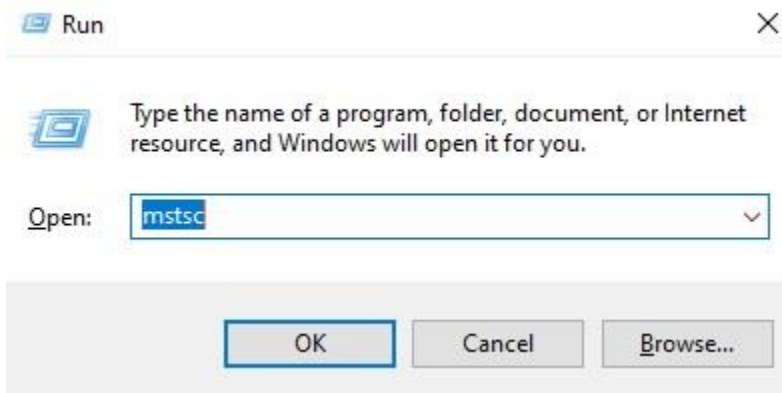 Run
Type the name of a program, folder, document, or Internet
resource, and Windows will open it for you.
Open: mstsc
OK Cancel Browse...